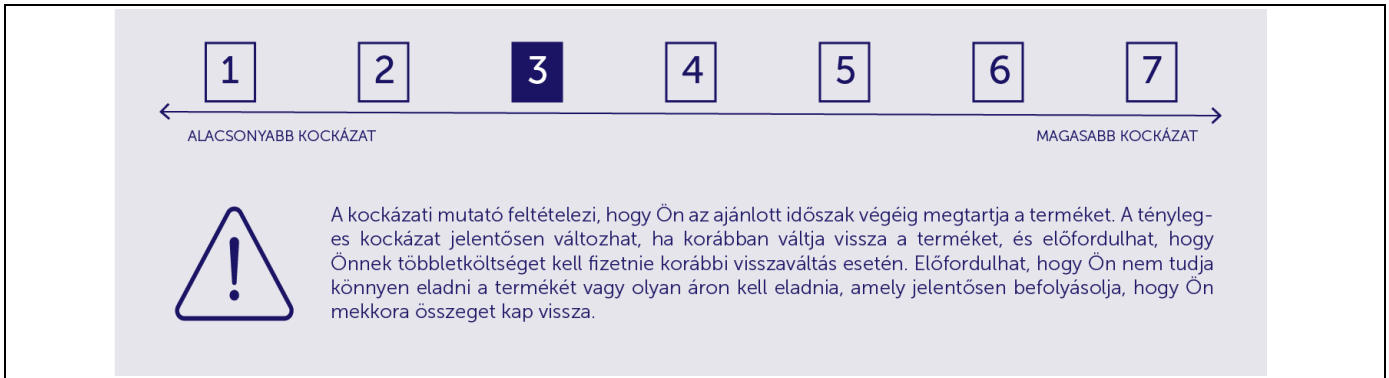 1 2 3 4 5 6 7
ALACSONYABB KOCKÁZAT MAGASABB KOCKÁZAT
A kockázati mutató feltételezi, hogy Ön az ajánlott időszak végéig megtartja a terméket. A tényleg-
es kockázat jelentősen változhat, ha korábban váltja vissza a terméket, és előfordulhat, hogy
Önnek többletköltséget kell fizetnie korábbi visszaváltás esetén. Előfordulhat, hogy Ön nem tudja
könnyen eladni a termékét vagy olyan áron kell eladnia, amely jelentősen befolyásolja, hogy Ön
mekkora összeget kap vissza.